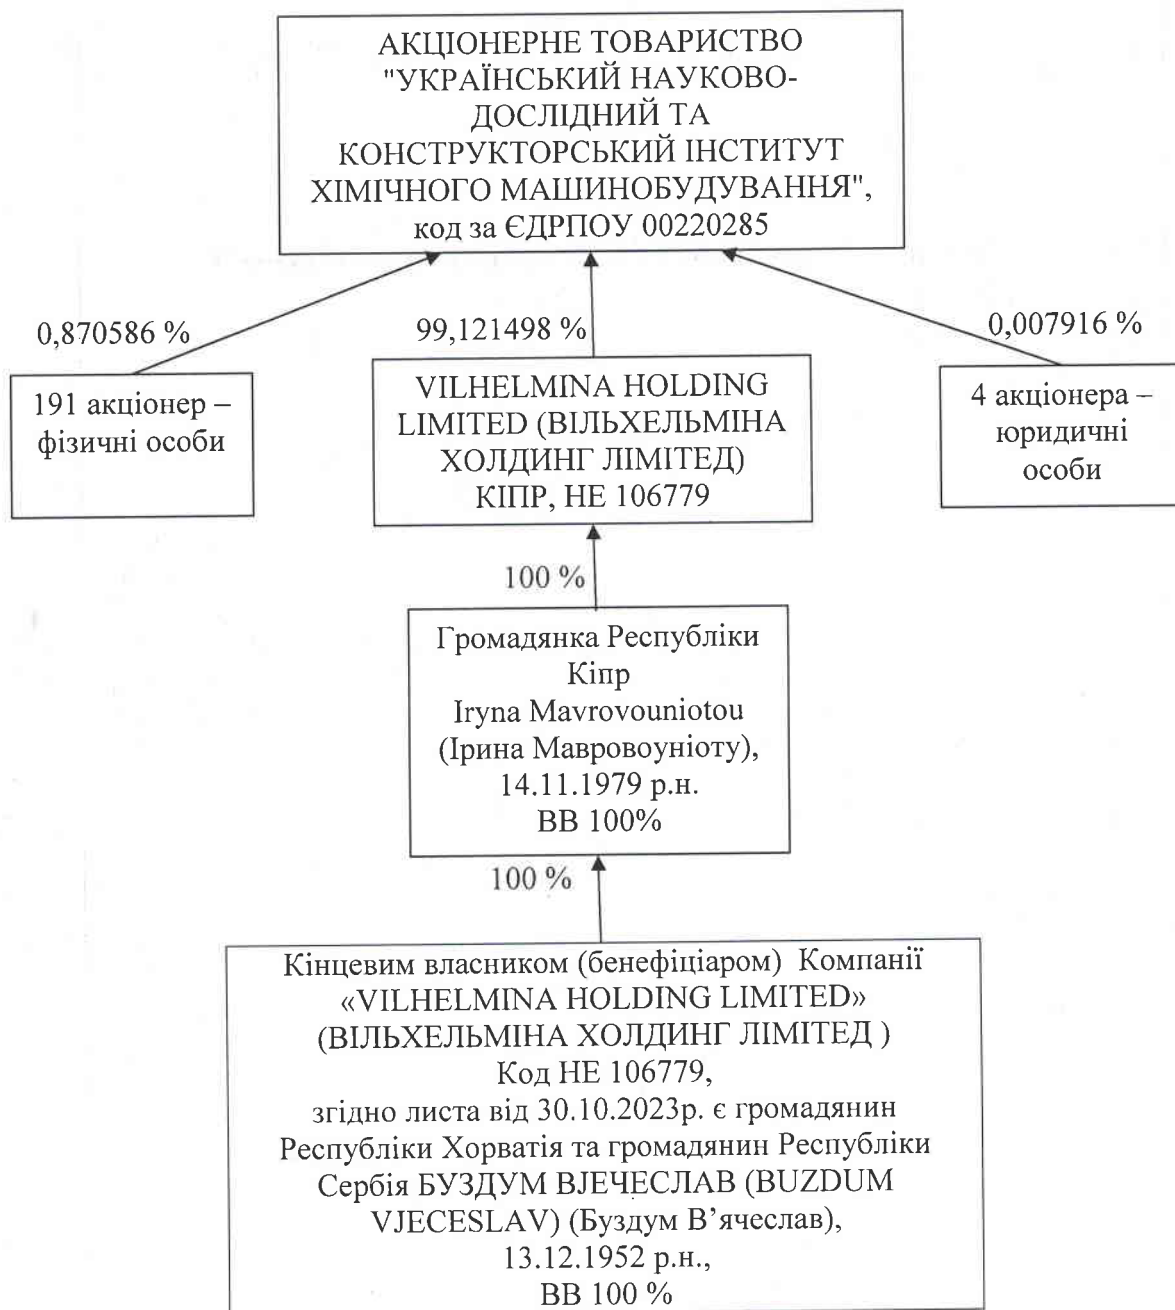 АКЦІОНЕРНЕ ТОВАРИСТВО
"УКРАЇНСЬКИЙ НАУКОВО-
ДОСЛІДНИЙ ТА
КОНСТРУКТОРСЬКИЙ ІНСТИТУТ
ХІМІЧНОГО МАШИНОБУДУВАННЯ",
код за ЄДРПОУ 00220285
0,870586 %
99,121498 %
0,007916 %
191 акціонер –
фізичні особи
VILHELMINA HOLDING
LIMITED (ВІЛЬХЕЛЬМІНА
ХОЛДИНГ ЛІМІТЕД)
КІПР, HE 106779
4 акціонера –
юридичні
особи
100 %
Громадянка Республіки
Кіпр
Iryna Mavrovouniotou
(Ірина Мавровоуніоту),
14.11.1979 р.н.
ВВ 100%
100 %
Кінцевим власником (бенефіціаром) Компанії
«VILHELMINA HOLDING LIMITED»
(ВІЛЬХЕЛЬМІНА ХОЛДИНГ ЛІМІТЕД )
Код HE 106779,
згідно листа від 30.10.2023р. є громадянин
Республіки Хорватія та громадянин Республіки
Сербія БУЗДУМ ВЈЕЧЕСЛАВ (BUZDUM
VJECESLAV) (Буздум В’ячеслав),
13.12.1952 р.н.,
ВВ 100 %